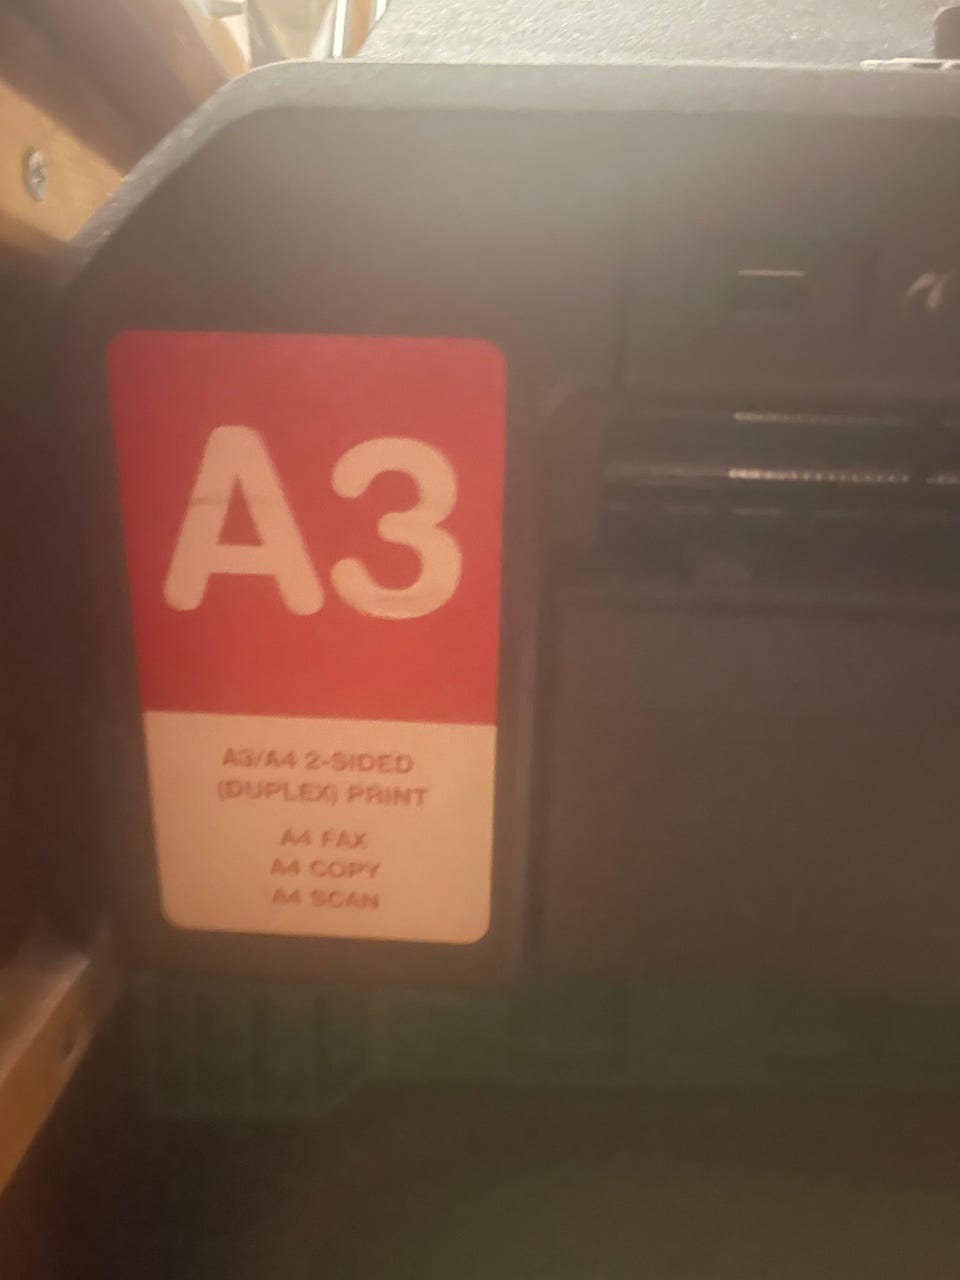 A3
A3/A4 2-SIDED
(DUPLEX) PRINT
A4 FAX
A4 COPY
A4 SCAN